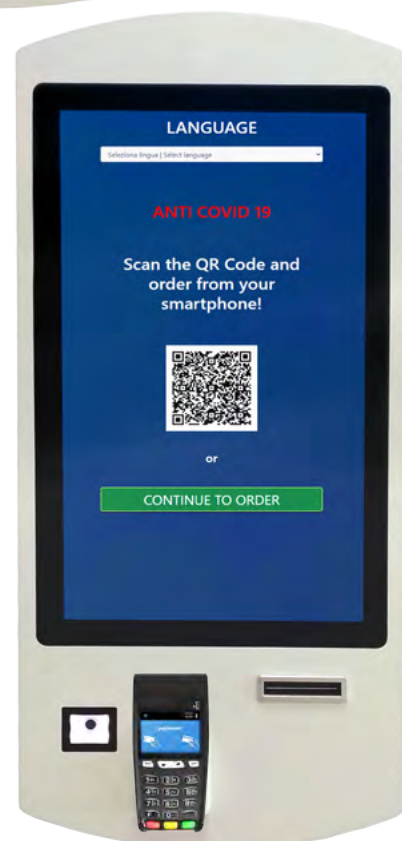 LANGUAGE
Seleziona lingua | Select language
ANTI COVID 19
Scan the QR Code and
order from your
smartphone!
or
CONTINUE TO ORDER